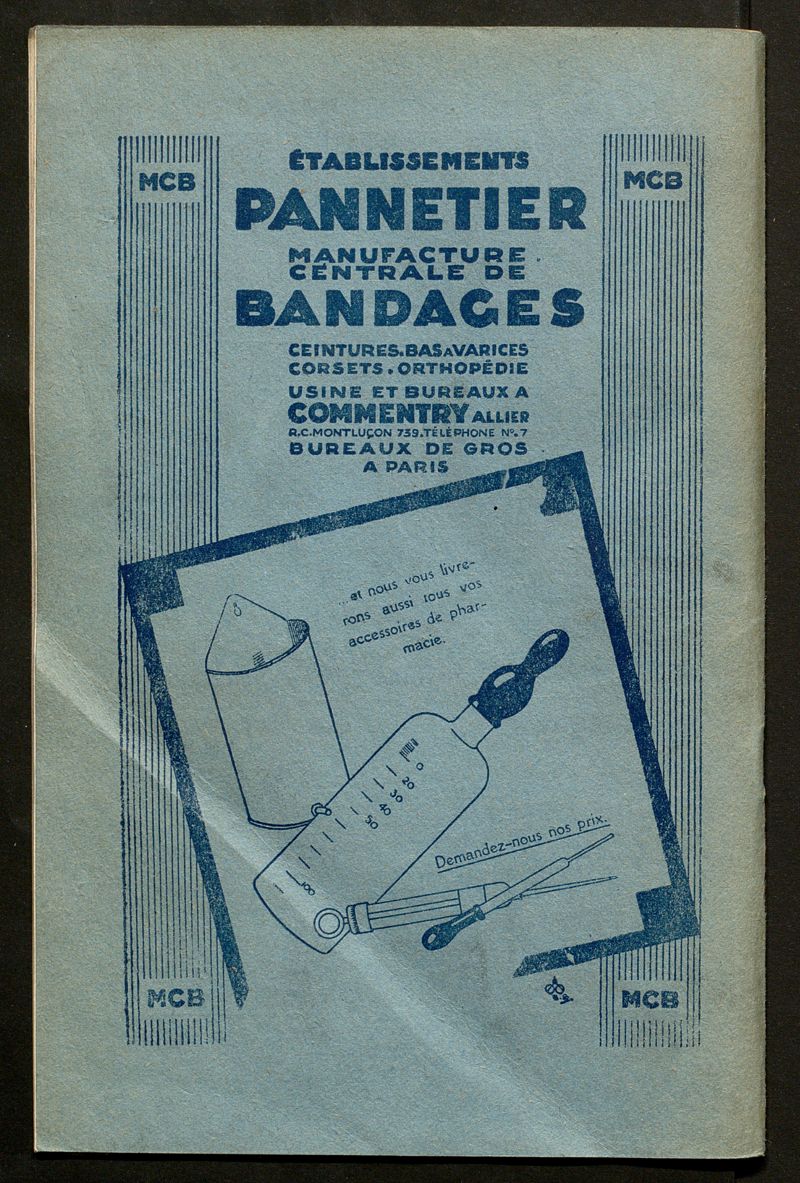 MCB
MCB
ÉTABLISSEMENTS
PANNETIER
MANUFACTURE.
CENTRALE DE
BANDAGES
CEINTURES.BAS A VARICES
CORSETS.ORTHOPÉDIE
USINE ET BUREAUX A
COMMENTRY ALLIER
R.C.MONTLUÇON 739.TÉLÉPHONE No.7
BUREAUX DE GROS
A PARIS
...et nous vous livre-
rons aussi tous vos
accessoires de phar-
macie.
0
20
30
40
50
100
Demandez-nous nos prix.
MCB
MCB